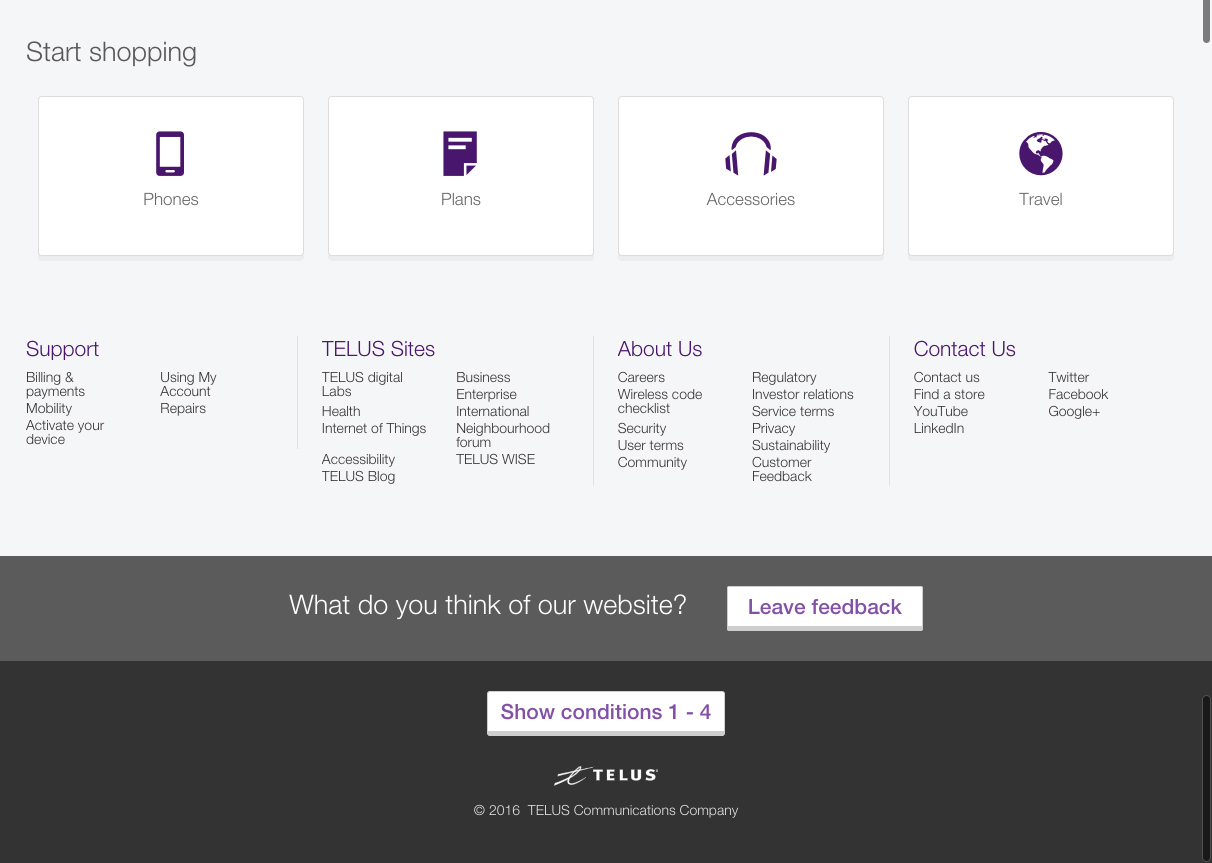 Start shopping
Phones
Plans
Accessories
Travel
Support
Billing &
payments
Mobility
Activate your
device
Using My
Account
Repairs
TELUS Sites
TELUS digital
Labs
Health
Internet of Things
Accessibility
TELUS Blog
Business
Enterprise
International
Neighbourhood
forum
TELUS WISE
About Us
Careers
Wireless code
checklist
Security
User terms
Community
Regulatory
Investor relations
Service terms
Privacy
Sustainability
Customer
Feedback
Contact Us
Contact us
Find a store
YouTube
LinkedIn
Twitter
Facebook
Google+
What do you think of our website?
Leave feedback
Show conditions 1 - 4
TELUS
© 2016 TELUS Communications Company